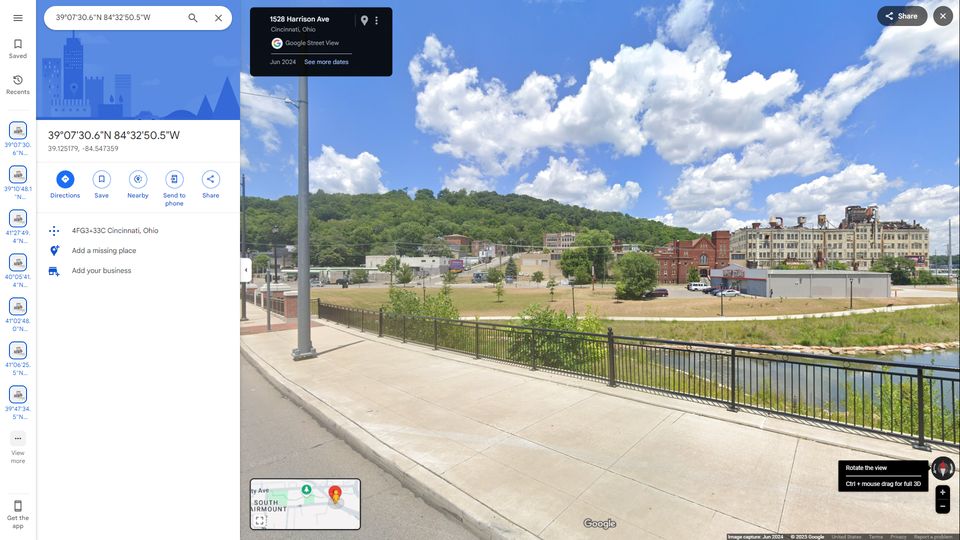 39°07'30.6"N 84°32'50.5"W
Saved
Recents
39°07'30.
6"N...
39°10'48.1
"N...
41°27'49.
4"N...
40°05'41.
4"N...
41°02'48.
0"N...
41°06'25.
5"N...
39°47'34.
5"N...
View
more
Get the
app
39°07'30.6"N 84°32'50.5"W
39.125179, -84.547359
Directions
Save
Nearby
Send to
phone
Share
4FG3+33C Cincinnati, Ohio
Add a missing place
Add your business
1528 Harrison Ave
Cincinnati, Ohio
Google Street View
Jun 2024 See more dates
Share
ty Ave
SOUTH
AIRMOUNT
Google
Rotate the view
Ctrl + mouse drag for full 3D
Image capture: Jun 2024 © 2025 Google United States Terms Privacy Report a problem